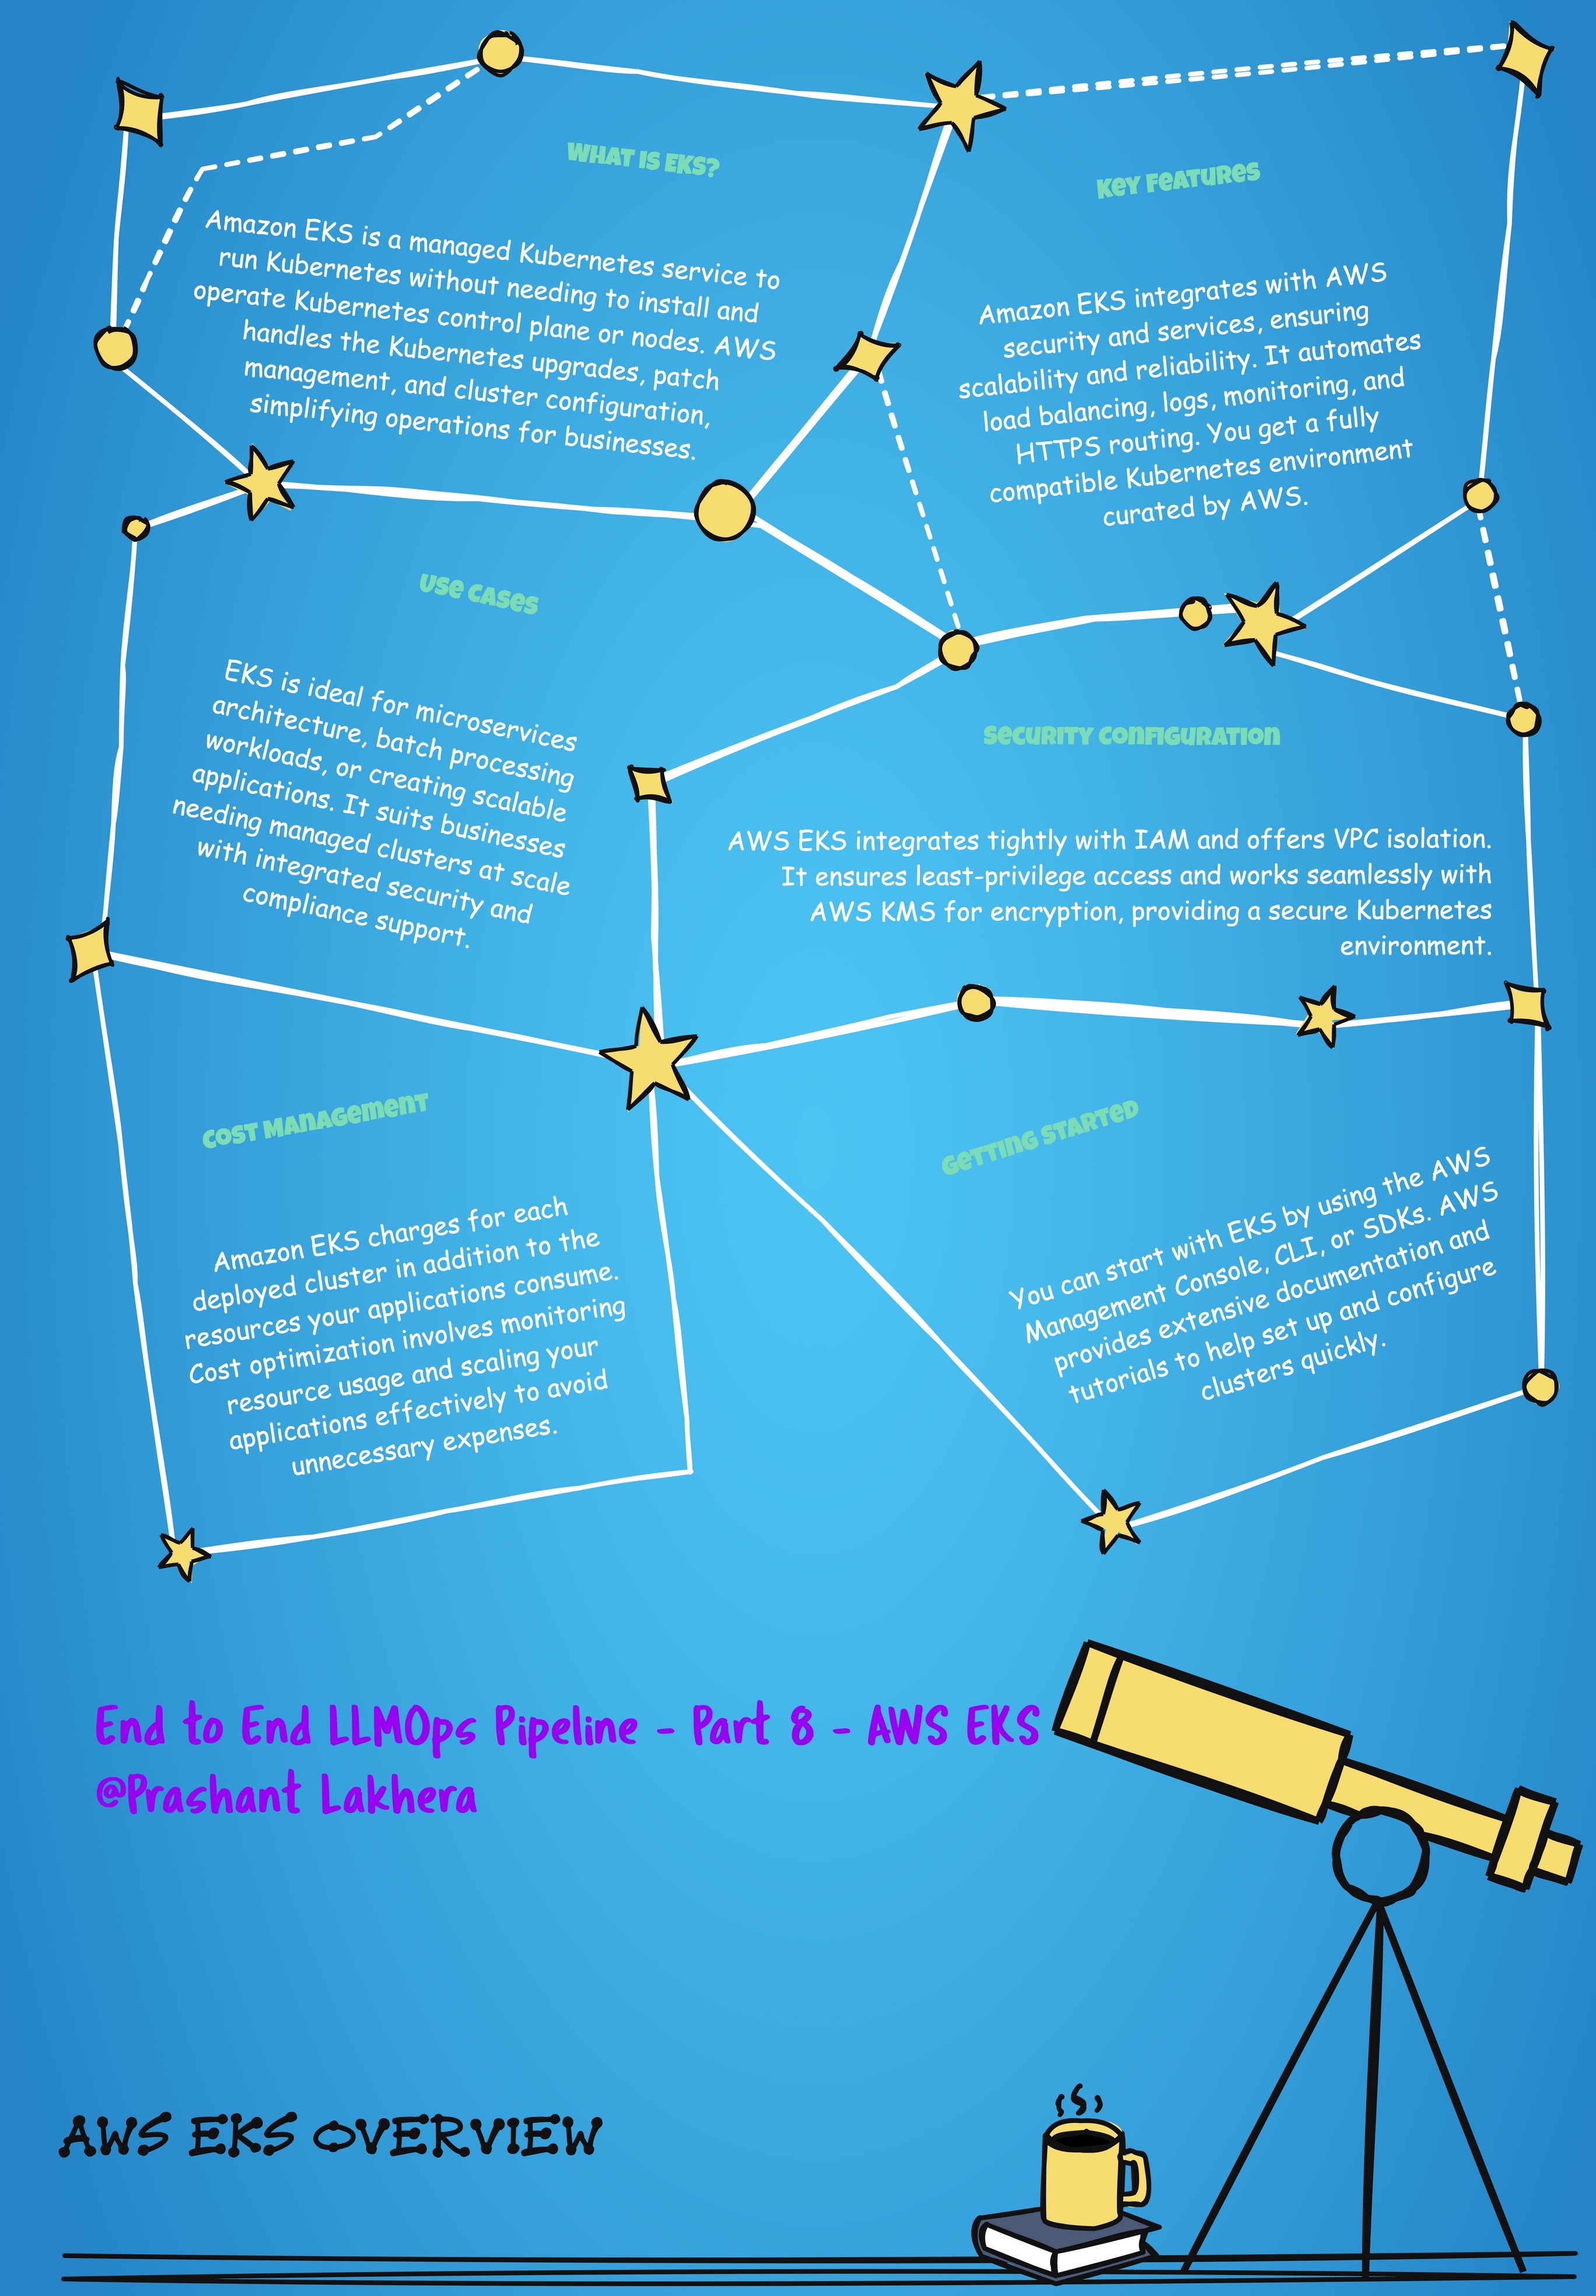 WHAT IS EKS?
Amazon EKS is a managed Kubernetes service to
run Kubernetes without needing to install and
operate Kubernetes control plane or nodes. AWS
handles the Kubernetes upgrades, patch
management, and cluster configuration,
simplifying operations for businesses.
Key Features
Amazon EKS integrates with AWS
security and services, ensuring
scalability and reliability. It automates
load balancing, logs, monitoring, and
HTTPS routing. You get a fully
compatible Kubernetes environment
curated by AWS.
Use Cases
EKS is ideal for microservices
architecture, batch processing
workloads, or creating scalable
applications. It suits businesses
needing managed clusters at scale
with integrated security and
compliance support.
Security Configuration
AWS EKS integrates tightly with IAM and offers VPC isolation.
It ensures least-privilege access and works seamlessly with
AWS KMS for encryption, providing a secure Kubernetes
environment.
Cost Management
Amazon EKS charges for each
deployed cluster in addition to the
resources your applications consume.
Cost optimization involves monitoring
resource usage and scaling your
applications effectively to avoid
unnecessary expenses.
Getting Started
You can start with EKS by using the AWS
Management Console, CLI, or SDKs. AWS
provides extensive documentation and
tutorials to help set up and configure
clusters quickly.
End to End LLMOps Pipeline - Part 8 - AWS EKS
@Prashant Lakhera
AWS EKS OVERVIEW